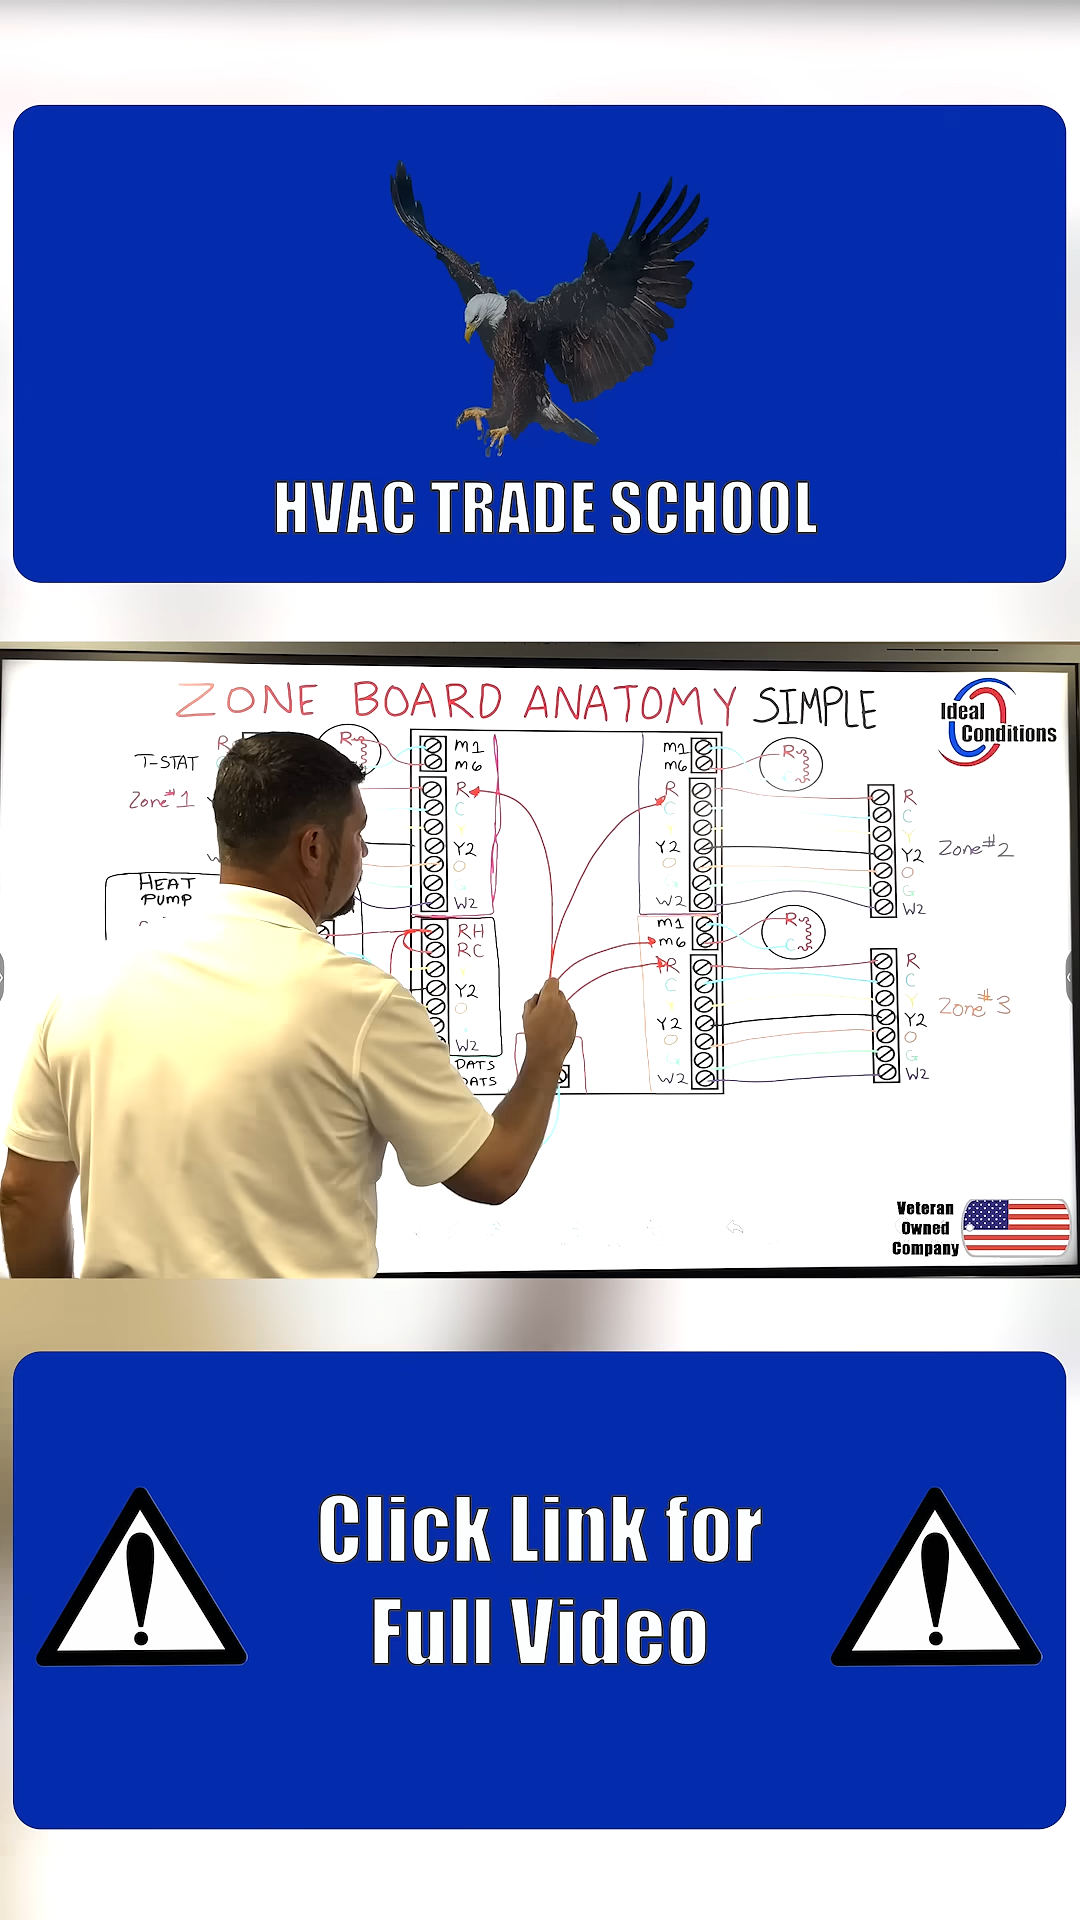 HVAC TRADE SCHOOL
ZONE BOARD ANATOMY SIMPLE
Ideal
Conditions
T-STAT
Zone #1
R
R
HEAT
PUMP
M1
M6
R
C
Y2
O
G
W2
RH
RC
Y2
O
W2
DATS
DATS
M1
M6
R
C
Y2
O
G
W2
M1
M6
R
C
Y2
O
G
W2
R
R
C
R
C
Y
Y2
O
G
W2
Zone #2
R
C
Y
Y2
O
G
W2
Zone #3
Veteran
Owned
Company
Click Link for
Full Video